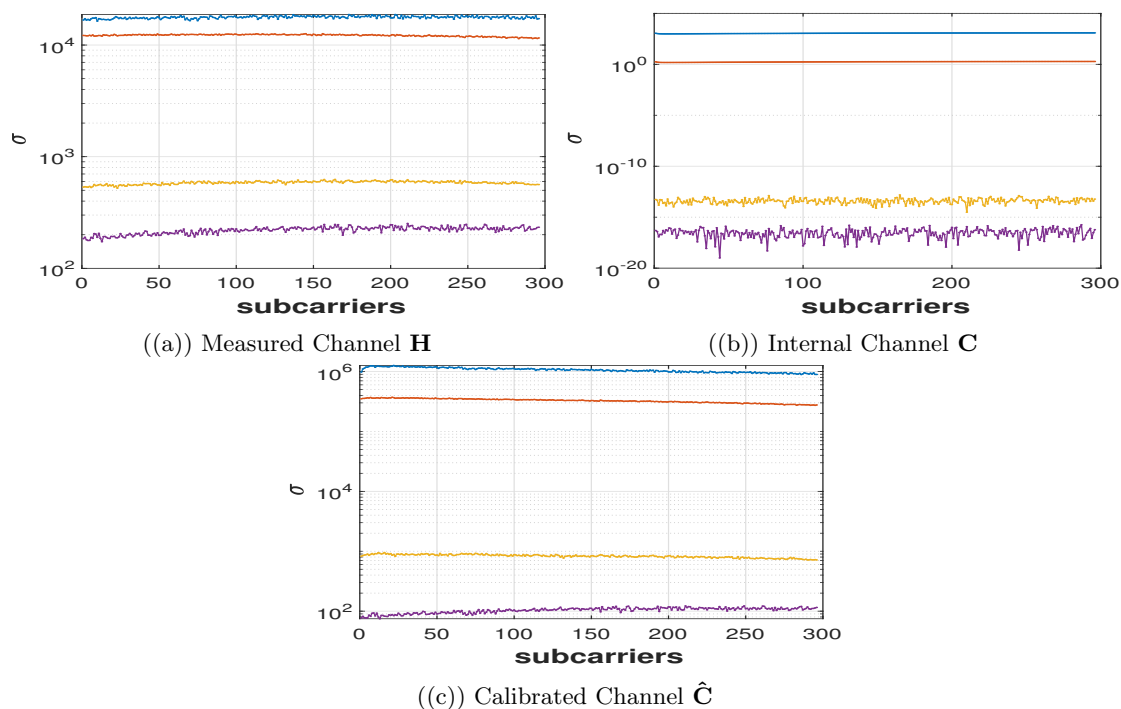 10^4
10^3
10^2
σ
0 50 100 150 200 250 300
subcarriers
((a)) Measured Channel H
10^0
10^-10
10^-20
σ
0 100 200 300
subcarriers
((b)) Internal Channel C
10^6
10^4
10^2
σ
0 50 100 150 200 250 300
subcarriers
((c)) Calibrated Channel Ĉ